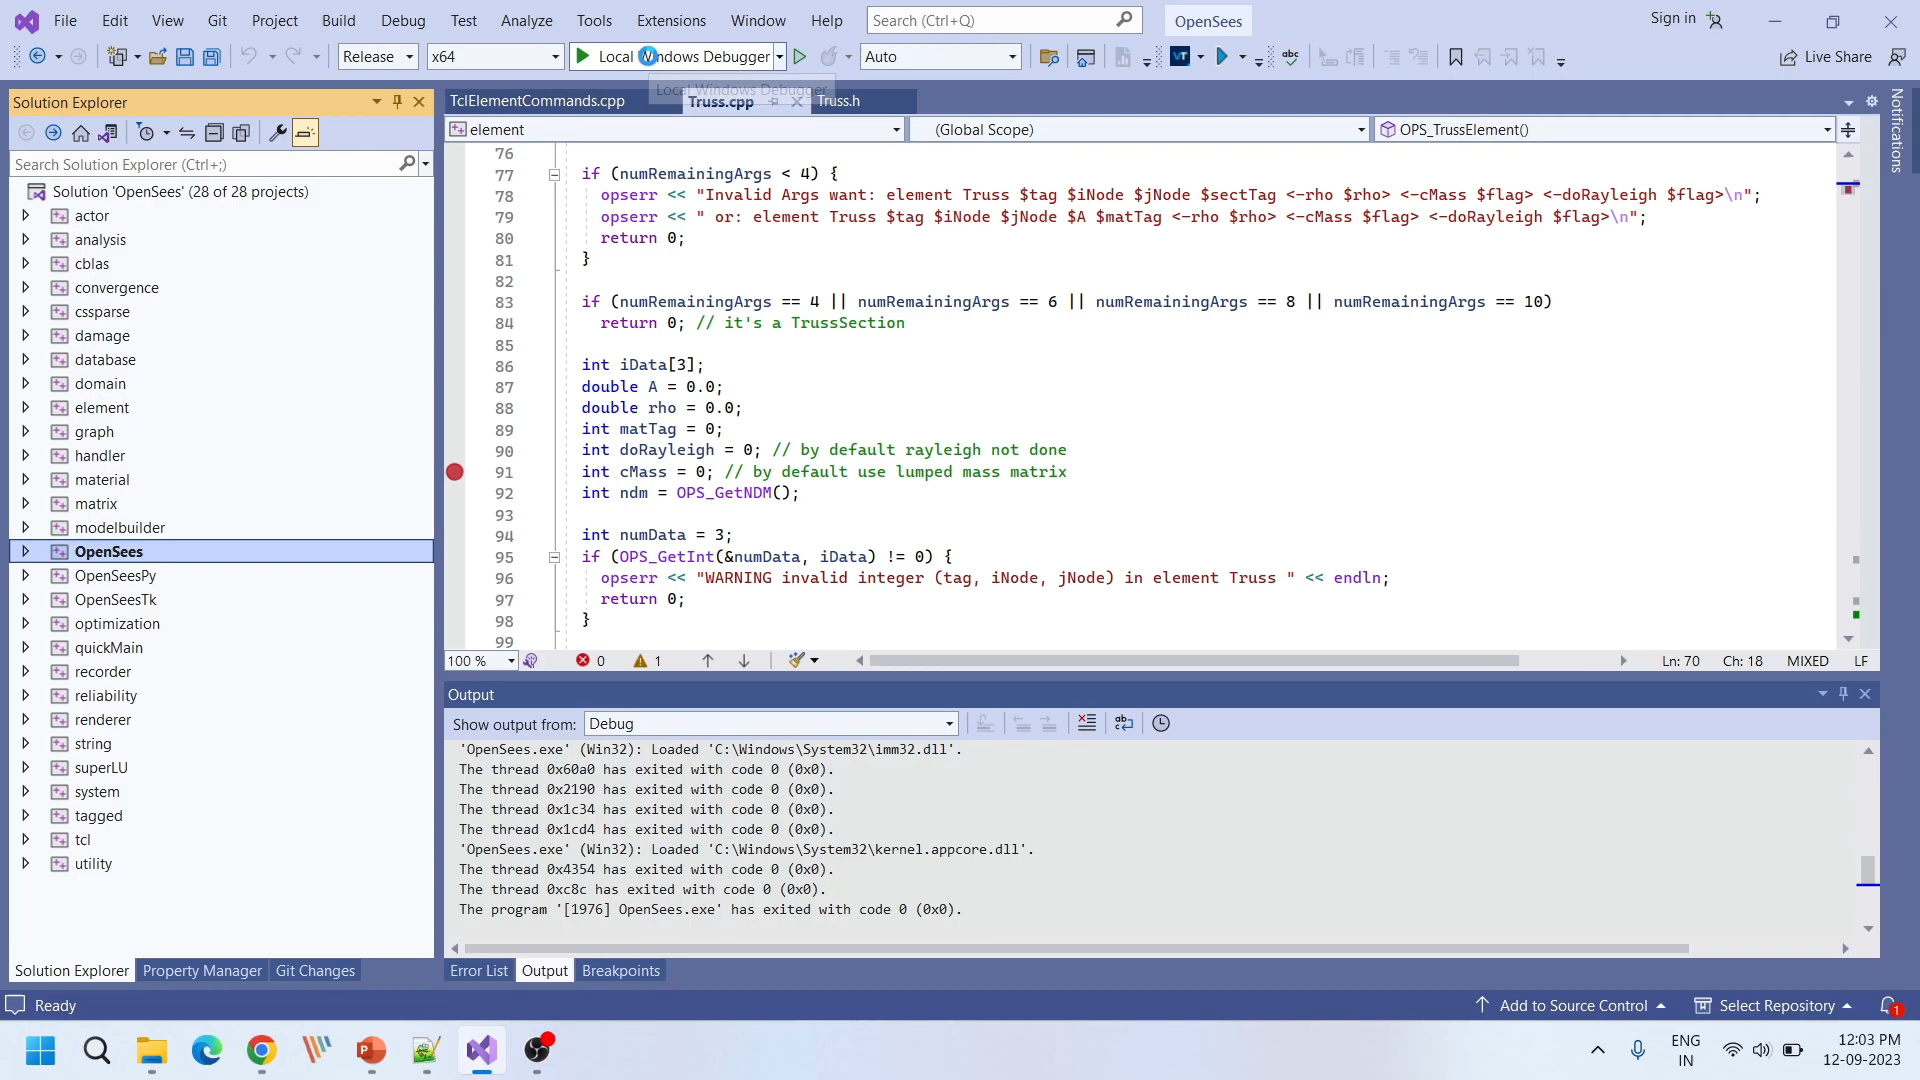 File Edit View Git Project Build Debug Test Analyze Tools Extensions Window Help Search (Ctrl+Q) OpenSees Sign in
Release x64 Local Windows Debugger Auto Live Share
Local Windows Debugger
Solution Explorer
Search Solution Explorer (Ctrl+;)
Solution 'OpenSees' (28 of 28 projects)
actor
analysis
cblas
convergence
cssparse
damage
database
domain
element
graph
handler
material
matrix
modelbuilder
OpenSees
OpenSeesPy
OpenSeesTk
optimization
quickMain
recorder
reliability
renderer
string
superLU
system
tagged
tcl
utility
Solution Explorer Property Manager Git Changes
TclElementCommands.cpp Truss.cpp Truss.h
element (Global Scope) OPS_TrussElement()
76
77 if (numRemainingArgs < 4) {
78 opserr << "Invalid Args want: element Truss $tag $iNode $jNode $sectTag <-rho $rho> <-cMass $flag> <-doRayleigh $flag>\n";
79 opserr << " or: element Truss $tag $iNode $jNode $A $matTag <-rho $rho> <-cMass $flag> <-doRayleigh $flag>\n";
80 return 0;
81 }
82
83 if (numRemainingArgs == 4 || numRemainingArgs == 6 || numRemainingArgs == 8 || numRemainingArgs == 10)
84 return 0; // it's a TrussSection
85
86 int iData[3];
87 double A = 0.0;
88 double rho = 0.0;
89 int matTag = 0;
90 int doRayleigh = 0; // by default rayleigh not done
91 int cMass = 0; // by default use lumped mass matrix
92 int ndm = OPS_GetNDM();
93
94 int numData = 3;
95 if (OPS_GetInt(&numData, iData) != 0) {
96 opserr << "WARNING invalid integer (tag, iNode, jNode) in element Truss " << endln;
97 return 0;
98 }
99
100 % 0 1 Ln: 70 Ch: 18 MIXED LF
Output
Show output from: Debug
'OpenSees.exe' (Win32): Loaded 'C:\Windows\System32\imm32.dll'.
The thread 0x60a0 has exited with code 0 (0x0).
The thread 0x2190 has exited with code 0 (0x0).
The thread 0x1c34 has exited with code 0 (0x0).
The thread 0x1cd4 has exited with code 0 (0x0).
'OpenSees.exe' (Win32): Loaded 'C:\Windows\System32\kernel.appcore.dll'.
The thread 0x4354 has exited with code 0 (0x0).
The thread 0xc8c has exited with code 0 (0x0).
The program '[1976] OpenSees.exe' has exited with code 0 (0x0).
Error List Output Breakpoints
Notifications
Ready Add to Source Control Select Repository 1
ENG
IN
12:03 PM
12-09-2023